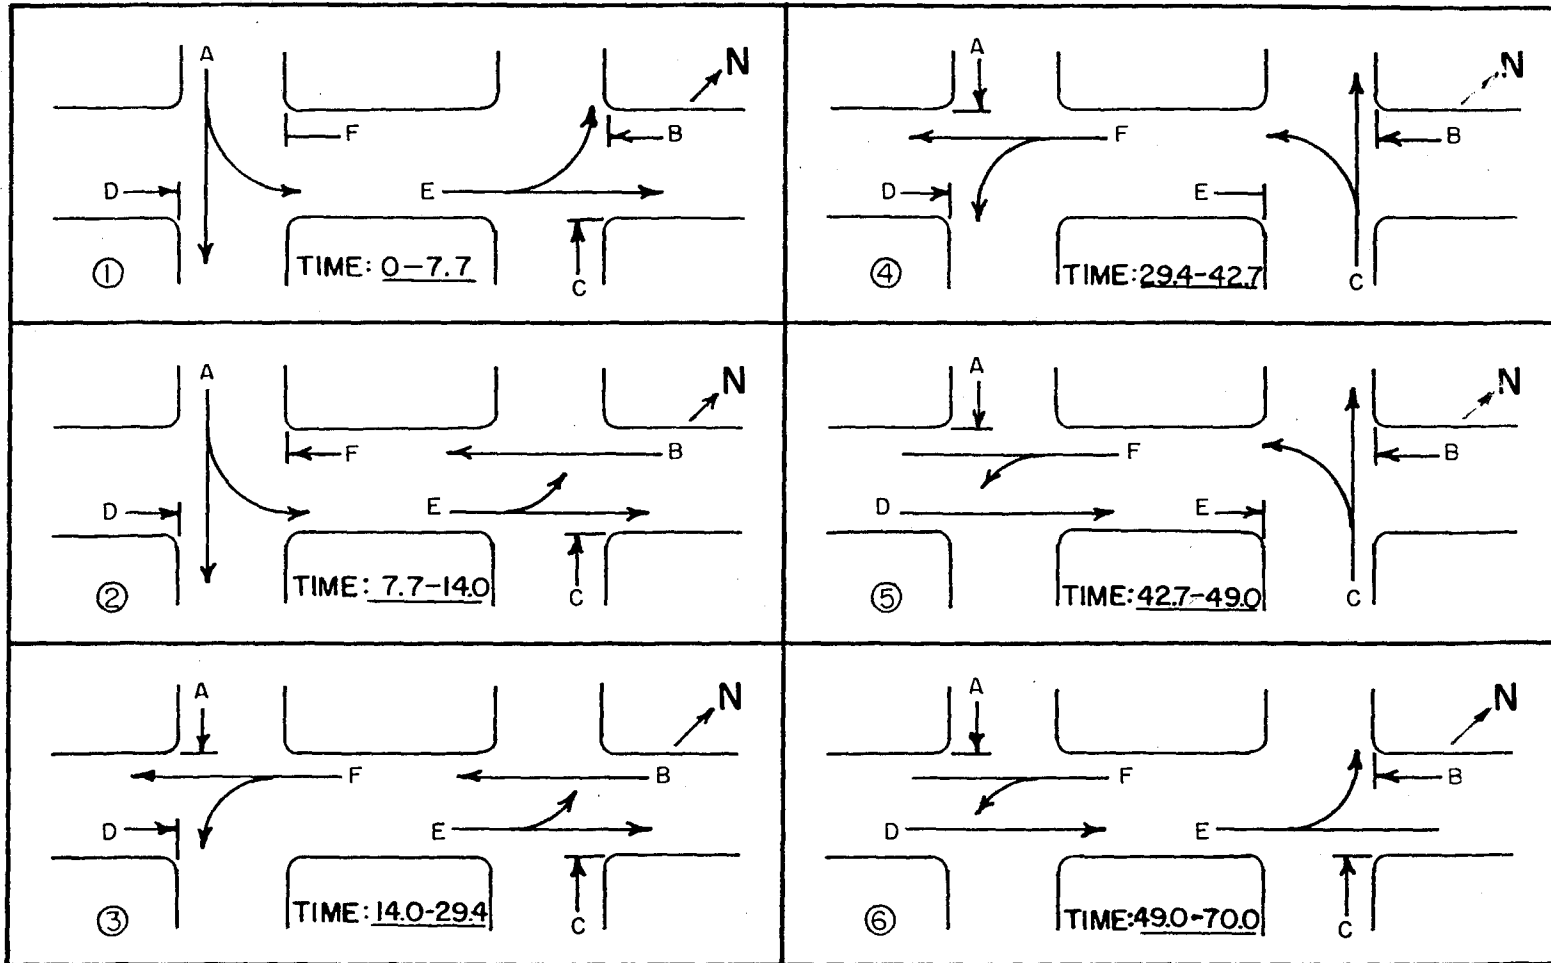 A
N
F
B
D
E
①
TIME: 0-7.7
C
A
N
F
B
D
E
②
TIME: 7.7-14.0
C
A
N
F
B
D
E
③
TIME: 14.0-29.4
C
A
N
F
B
D
E
④
TIME: 29.4-42.7
C
A
N
F
B
D
E
⑤
TIME: 42.7-49.0
C
A
N
F
B
D
E
⑥
TIME: 49.0-70.0
C